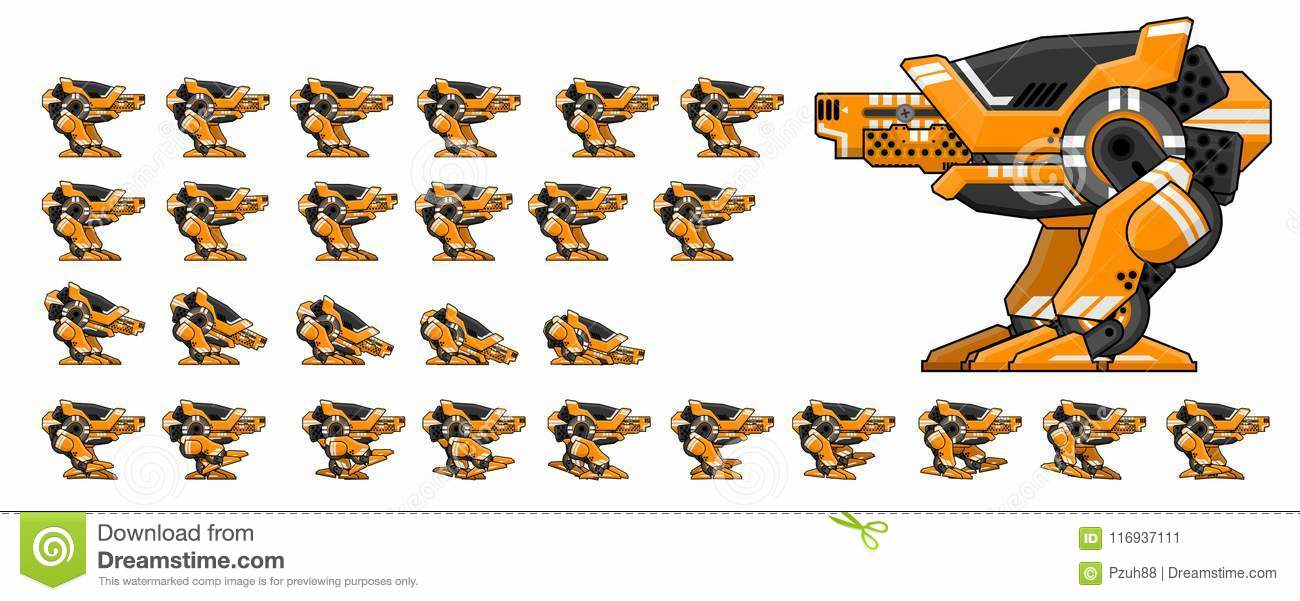 Download from
Dreamstime.com
This watermarked comp image is for previewing purposes only.
ID 116937111
© Pzuh88 | Dreamstime.com